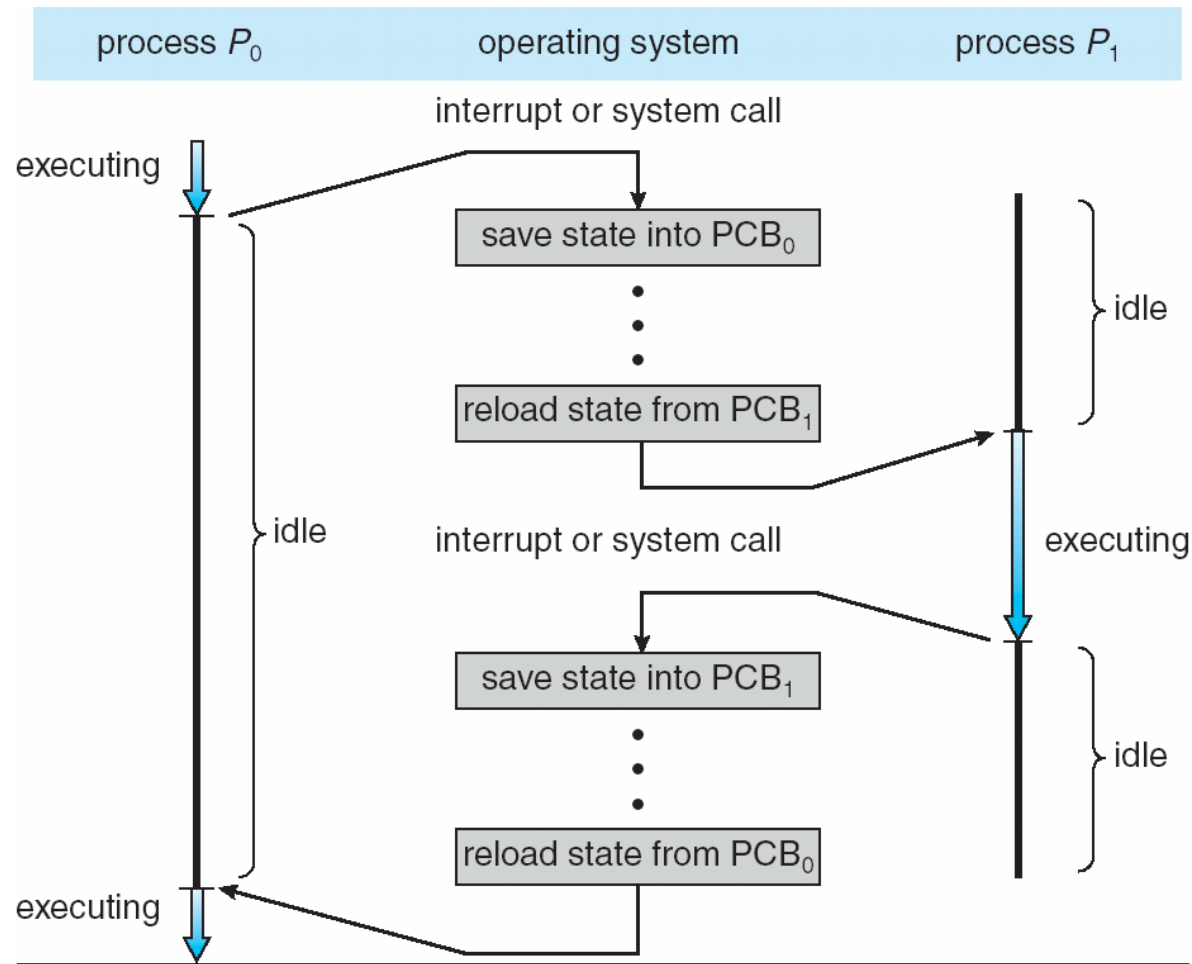 process P₀ operating system process P₁
interrupt or system call
executing
save state into PCB₀
idle
reload state from PCB₁
idle
interrupt or system call
executing
save state into PCB₁
idle
reload state from PCB₀
executing